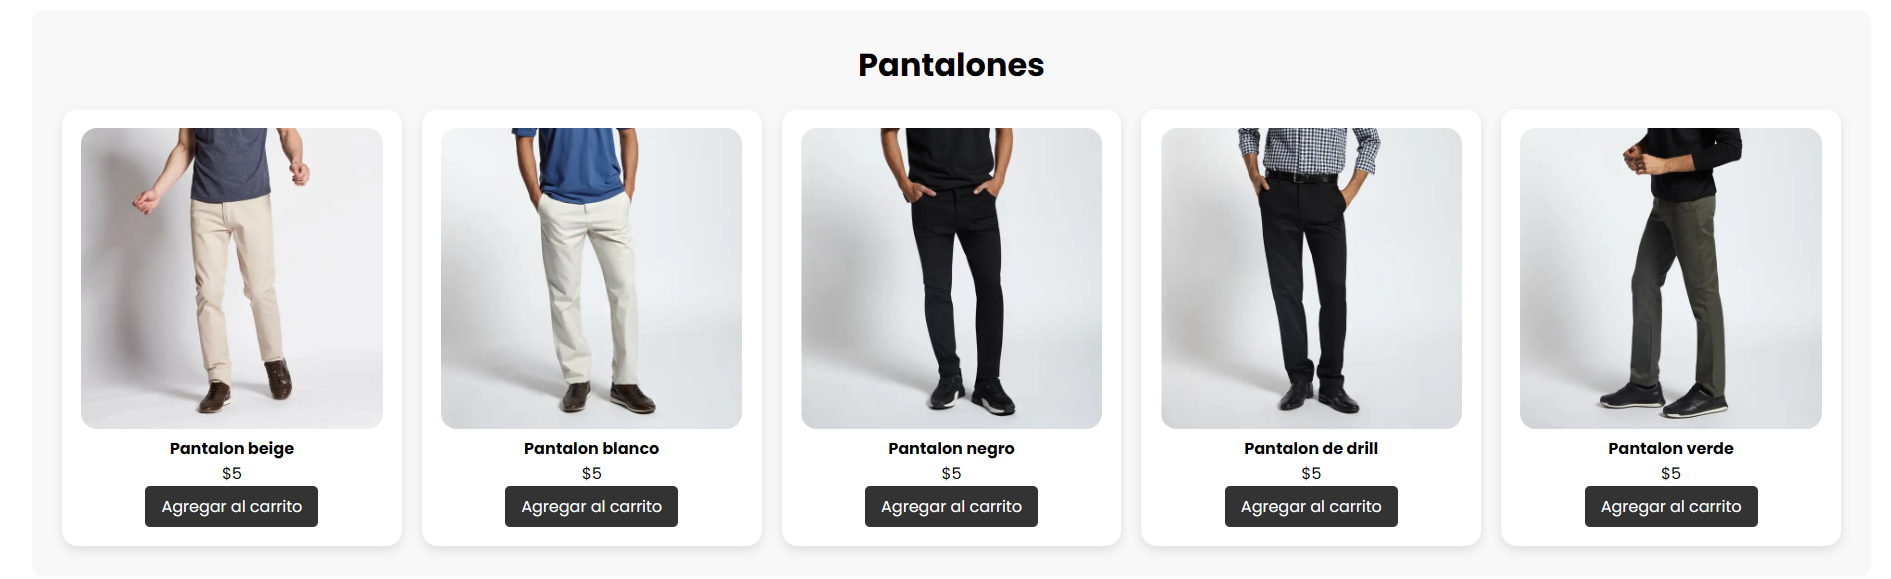 Pantalones
Pantalon beige
$5
Agregar al carrito
Pantalon blanco
$5
Agregar al carrito
Pantalon negro
$5
Agregar al carrito
Pantalon de drill
$5
Agregar al carrito
Pantalon verde
$5
Agregar al carrito